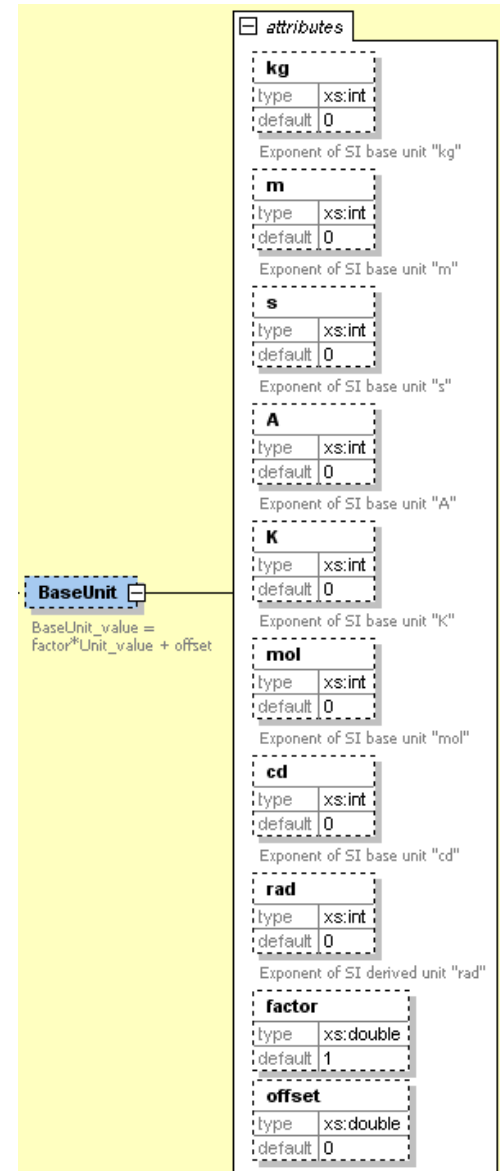 attributes
kg
type xs:int
default 0
Exponent of SI base unit "kg"
m
type xs:int
default 0
Exponent of SI base unit "m"
s
type xs:int
default 0
Exponent of SI base unit "s"
A
type xs:int
default 0
Exponent of SI base unit "A"
K
type xs:int
default 0
Exponent of SI base unit "K"
BaseUnit
BaseUnit_value =
factor*Unit_value + offset
mol
type xs:int
default 0
Exponent of SI base unit "mol"
cd
type xs:int
default 0
Exponent of SI base unit "cd"
rad
type xs:int
default 0
Exponent of SI derived unit "rad"
factor
type xs:double
default 1
offset
type xs:double
default 0